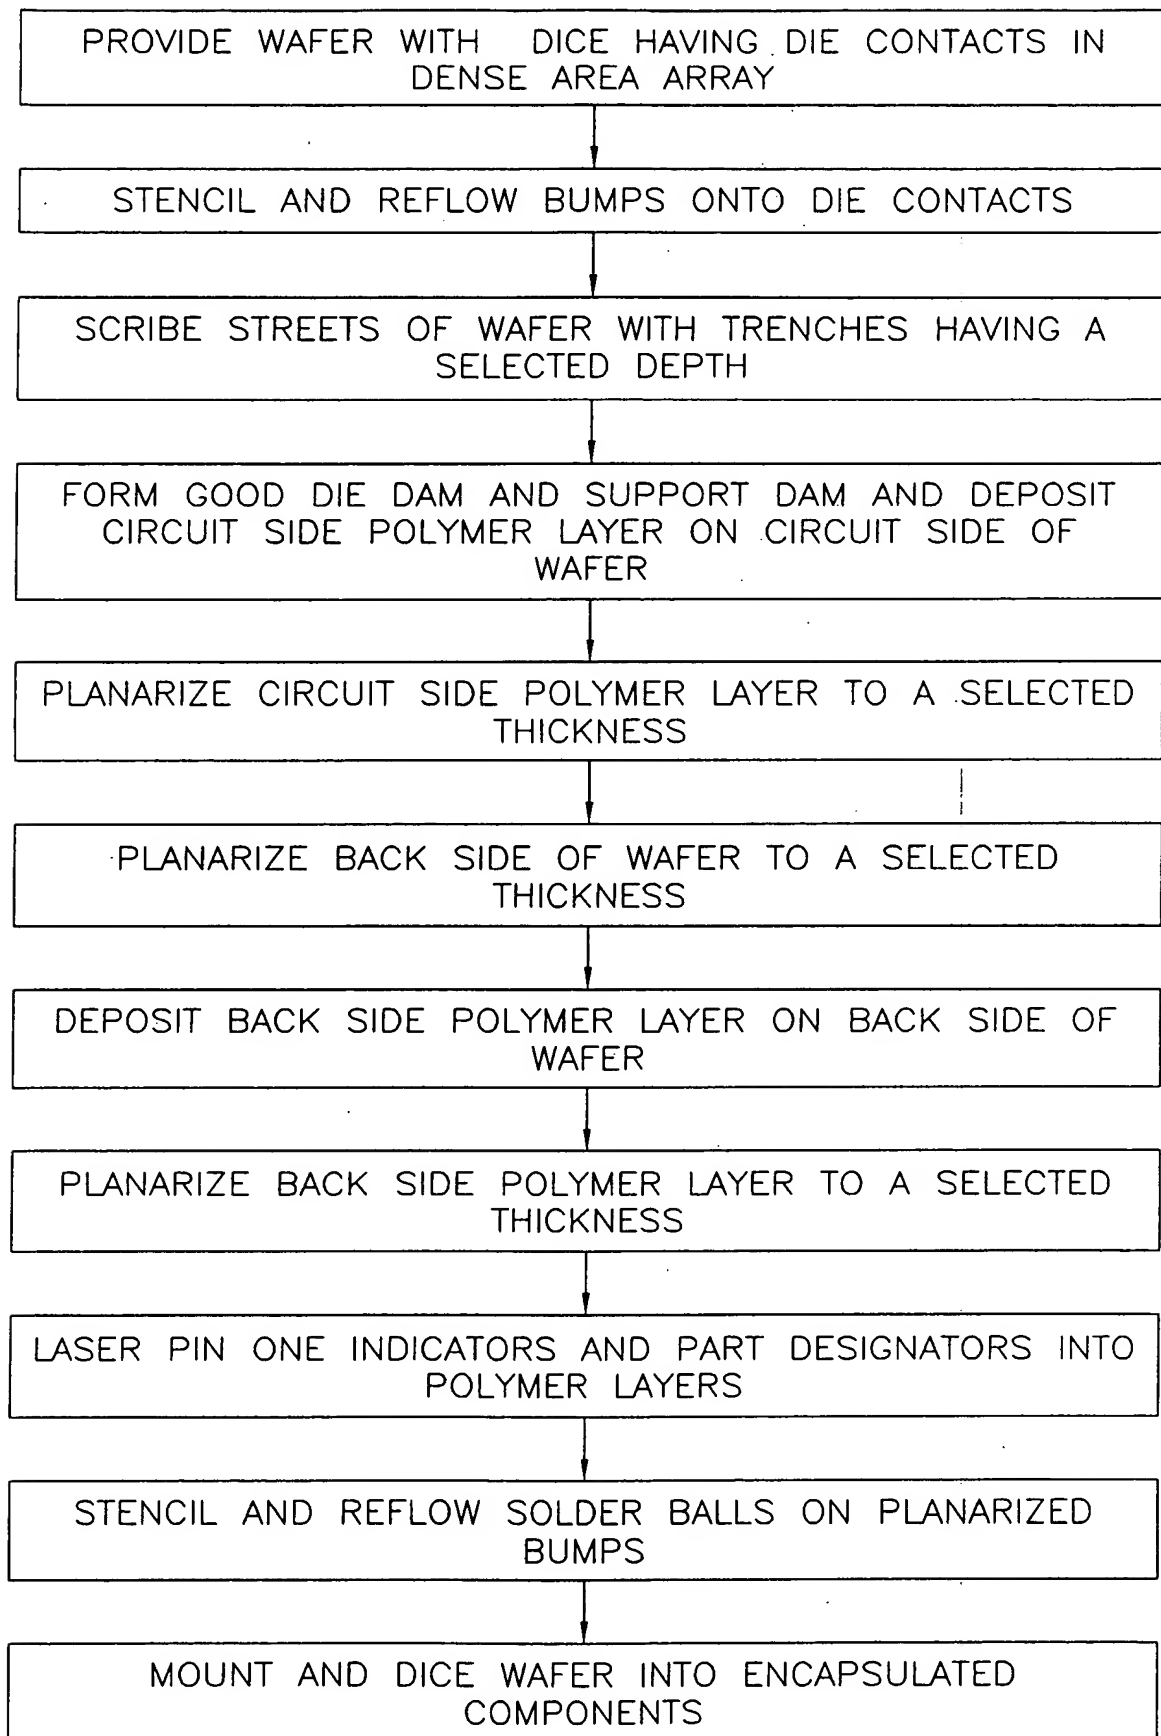 PROVIDE WAFER WITH DICE HAVING DIE CONTACTS IN
DENSE AREA ARRAY
STENCIL AND REFLOW BUMPS ONTO DIE CONTACTS
SCRIBE STREETS OF WAFER WITH TRENCHES HAVING A
SELECTED DEPTH
FORM GOOD DIE DAM AND SUPPORT DAM AND DEPOSIT
CIRCUIT SIDE POLYMER LAYER ON CIRCUIT SIDE OF
WAFER
PLANARIZE CIRCUIT SIDE POLYMER LAYER TO A SELECTED
THICKNESS
PLANARIZE BACK SIDE OF WAFER TO A SELECTED
THICKNESS
DEPOSIT BACK SIDE POLYMER LAYER ON BACK SIDE OF
WAFER
PLANARIZE BACK SIDE POLYMER LAYER TO A SELECTED
THICKNESS
LASER PIN ONE INDICATORS AND PART DESIGNATORS INTO
POLYMER LAYERS
STENCIL AND REFLOW SOLDER BALLS ON PLANARIZED
BUMPS
MOUNT AND DICE WAFER INTO ENCAPSULATED
COMPONENTS